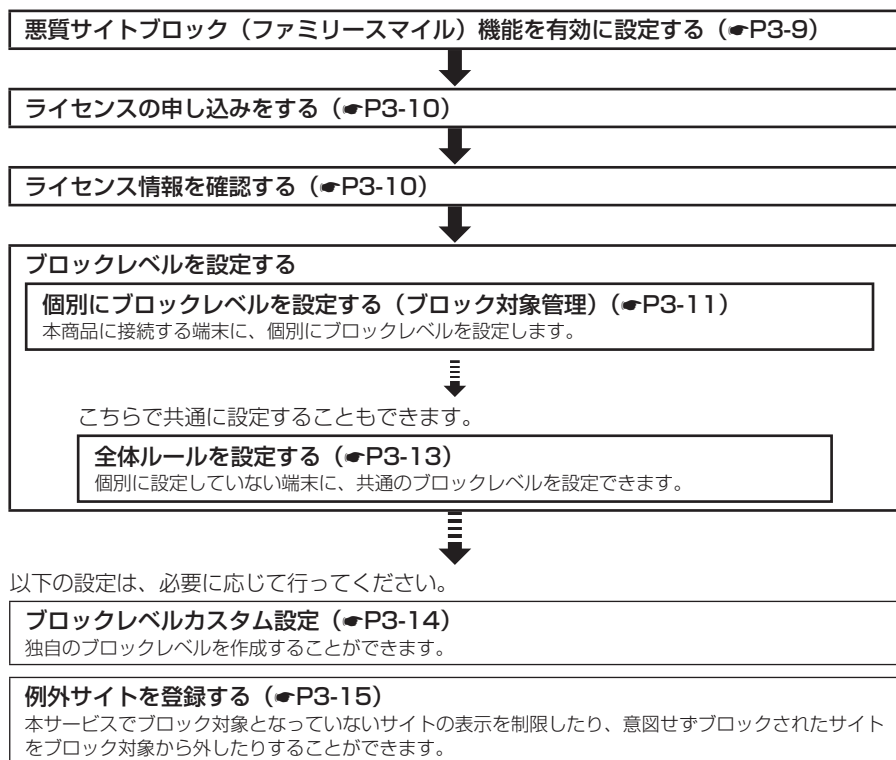 悪質サイトブロック（ファミリースマイル）機能を有効に設定する（☛P3-9）
ライセンスの申し込みをする（☛P3-10）
ライセンス情報を確認する（☛P3-10）
ブロックレベルを設定する
個別にブロックレベルを設定する（ブロック対象管理）（☛P3-11）
本商品に接続する端末に、個別にブロックレベルを設定します。
こちらで共通に設定することもできます。
全体ルールを設定する（☛P3-13）
個別に設定していない端末に、共通のブロックレベルを設定できます。
以下の設定は、必要に応じて行ってください。
ブロックレベルカスタム設定（☛P3-14）
独自のブロックレベルを作成することができます。
例外サイトを登録する（☛P3-15）
本サービスでブロック対象となっていないサイトの表示を制限したり、意図せずブロックされたサイト
をブロック対象から外したりすることができます。